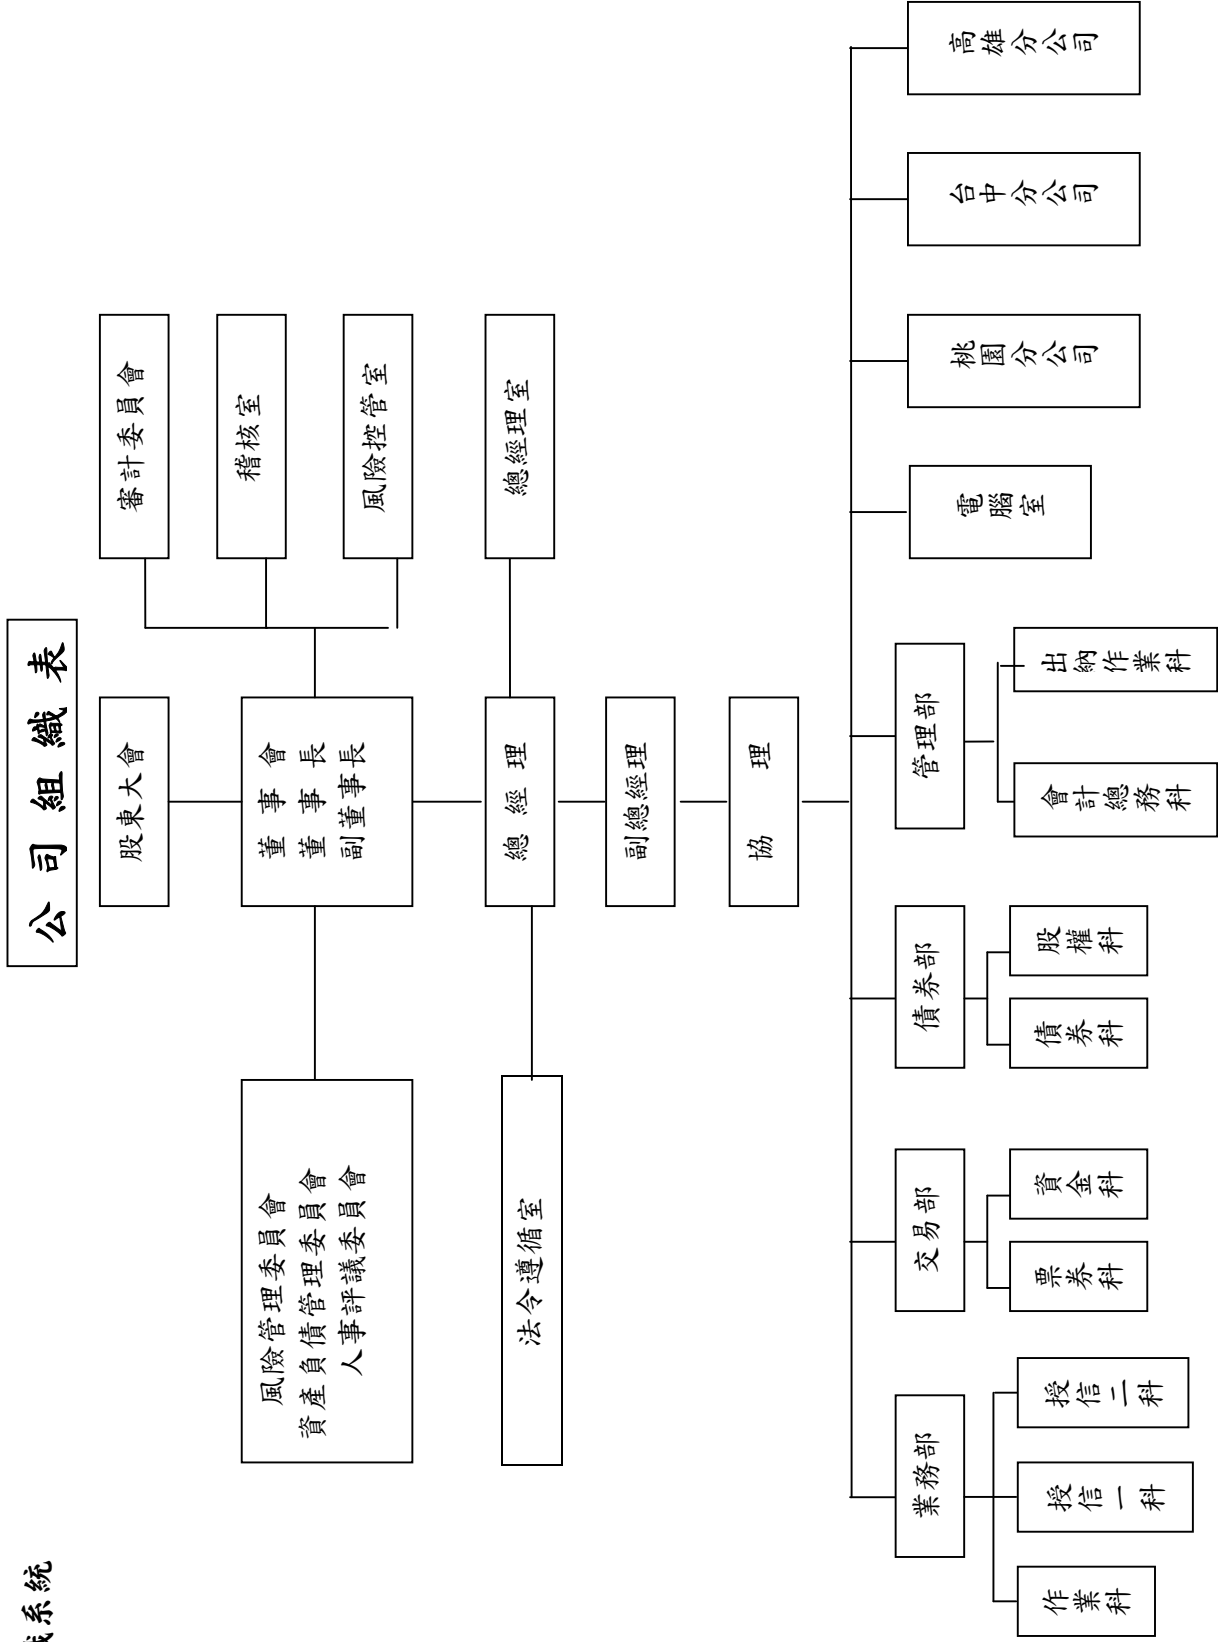 織系統
公司組織表
股東大會
審計委員會
稽核室
風險控管室
董事會
董事長
副董事長
風險管理委員會
資產負債管理委員會
人事評議委員會
總經理
總經理室
法令遵循室
副總經理
協理
業務部
交易部
債券部
管理部
電腦室
桃園分公司
台中分公司
高雄分公司
作業科
授信一科
授信二科
票券科
資金科
債券科
股權科
會計總務科
出納作業科